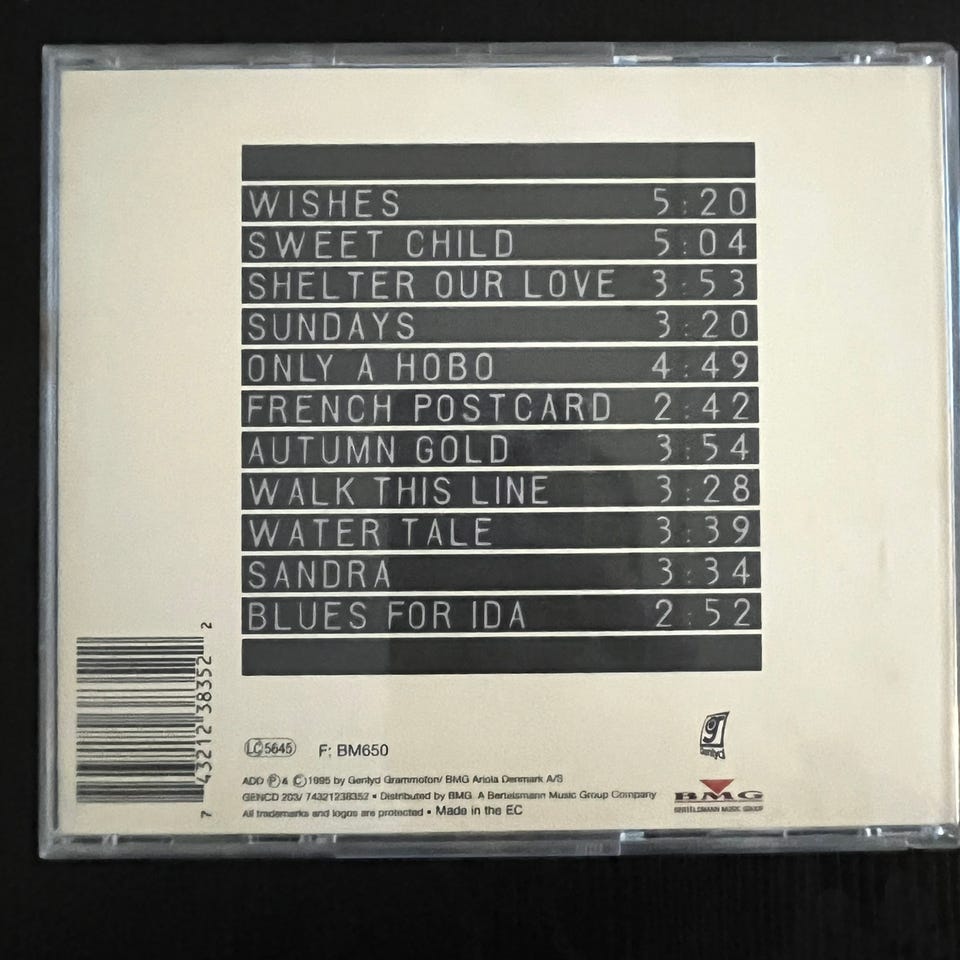 WISHES 5:20
SWEET CHILD 5:04
SHELTER OUR LOVE 3:53
SUNDAYS 3:20
ONLY A HOBO 4:49
FRENCH POSTCARD 2:42
AUTUMN GOLD 3:54
WALK THIS LINE 3:28
WATER TALE 3:39
SANDRA 3:34
BLUES FOR IDA 2:52
7 43212 38352 2
LC 5645 F: BM650
ADD Ⓟ & Ⓒ 1995 by Genlyd Grammofon/ BMG Ariola Denmark A/S
GENCD 203/ 74321238352 • Distributed by BMG. A Bertelsmann Music Group Company
All trademarks and logos are protected • Made in the EC
g
Genlyd
BMG
BERTELSMANN MUSIC GROUP